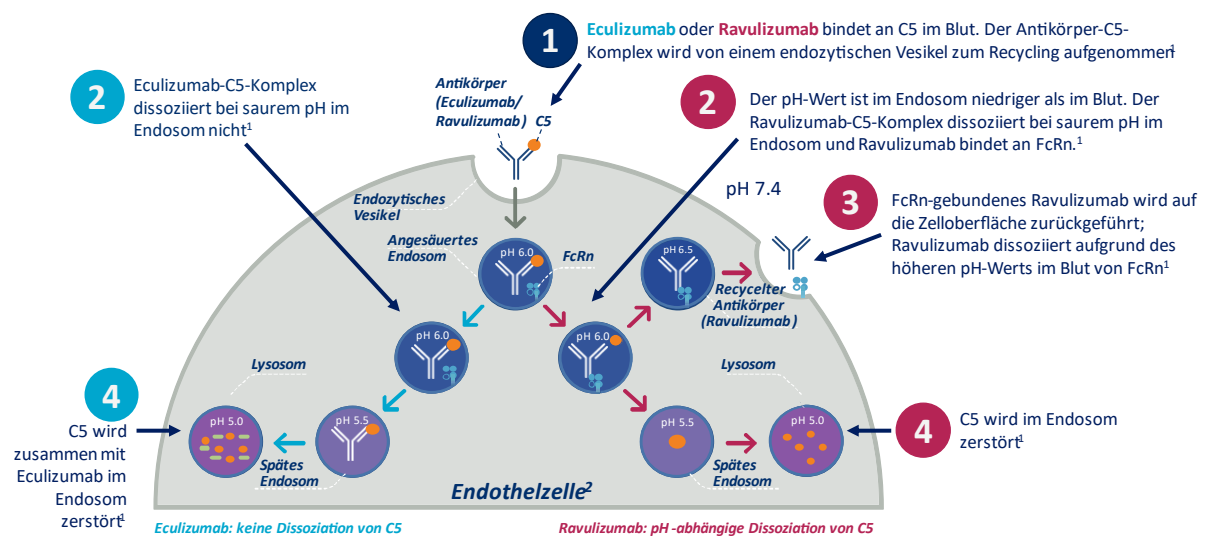 1
Eculizumab oder Ravulizumab bindet an C5 im Blut. Der Antikörper-C5-
Komplex wird von einem endozytischen Vesikel zum Recycling aufgenommen1
2
Eculizumab-C5-Komplex
dissoziiert bei saurem pH im
Endosom nicht1
Antikörper
(Eculizumab/
Ravulizumab) C5
2
Der pH-Wert ist im Endosom niedriger als im Blut. Der
Ravulizumab-C5-Komplex dissoziiert bei saurem pH im
Endosom und Ravulizumab bindet an FcRn.1
pH 7.4
3
FcRn-gebundenes Ravulizumab wird auf
die Zelloberfläche zurückgeführt;
Ravulizumab dissoziiert aufgrund des
höheren pH-Werts im Blut von FcRn1
Endozytisches
Vesikel
Angesäuertes
Endosom
pH 6.0
FcRn
pH 6.5
Recycelter
Antikörper
(Ravulizumab)
pH 6.0
pH 6.0
Lysosom
Lysosom
4
C5 wird
zusammen mit
Eculizumab im
Endosom
zerstört1
pH 5.0
pH 5.5
Spätes
Endosom
pH 5.5
pH 5.0
Spätes
Endosom
4
C5 wird im Endosom
zerstört1
Endothelzelle2
Eculizumab: keine Dissoziation von C5
Ravulizumab: pH -abhängige Dissoziation von C5